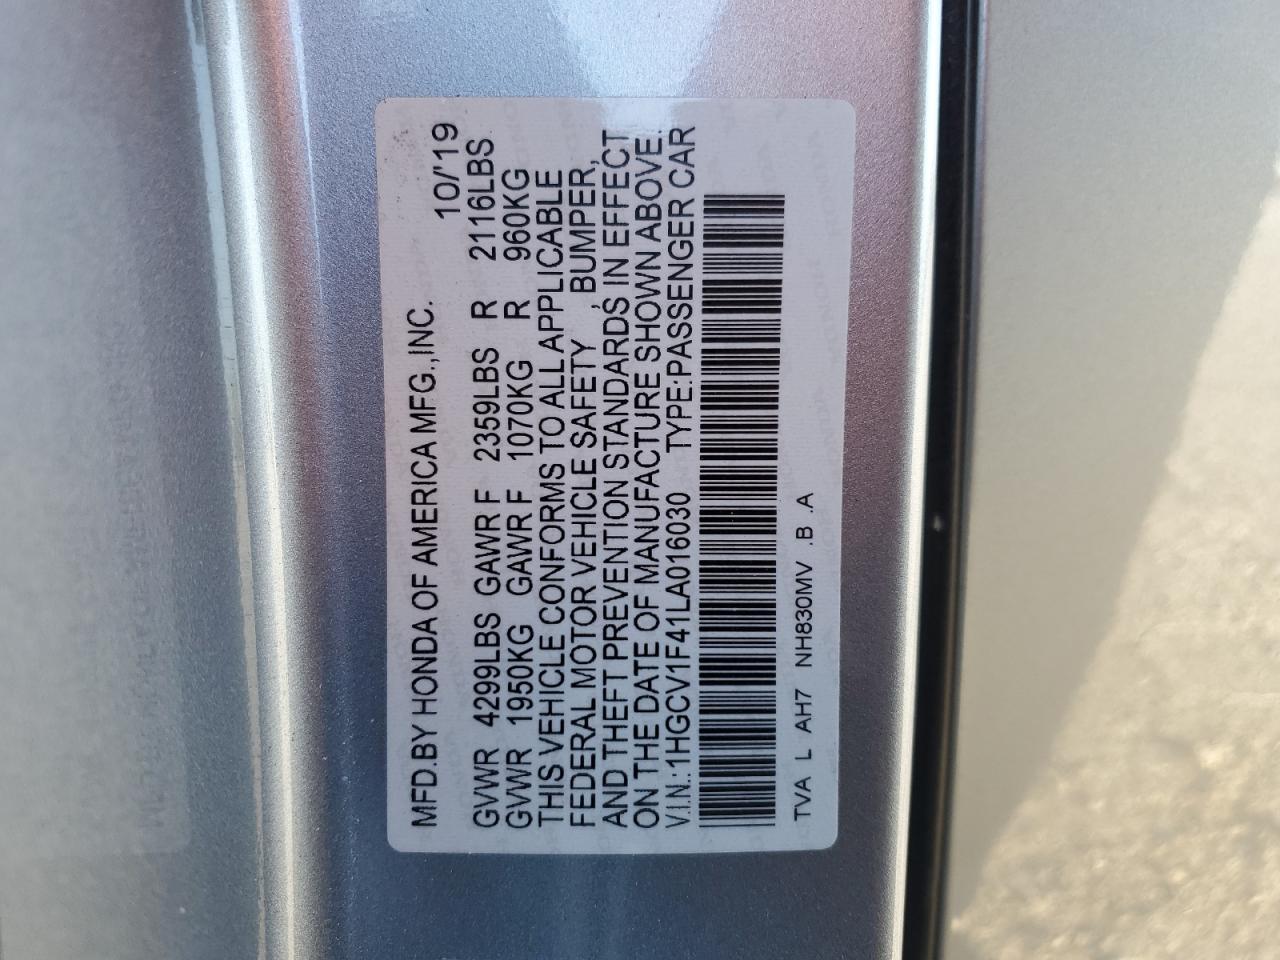 MFD.BY HONDA OF AMERICA MFG.,INC. 10/'19
GVWR 4299LBS GAWR F 2359LBS R 2116LBS
GVWR 1950KG GAWR F 1070KG R 960KG
THIS VEHICLE CONFORMS TO ALL APPLICABLE
FEDERAL MOTOR VEHICLE SAFETY , BUMPER,
AND THEFT PREVENTION STANDARDS IN EFFECT
ON THE DATE OF MANUFACTURE SHOWN ABOVE.
V.I.N.:1HGCV1F41LA016030 TYPE:PASSENGER CAR
TVA L AH7 NH830MV .B .A